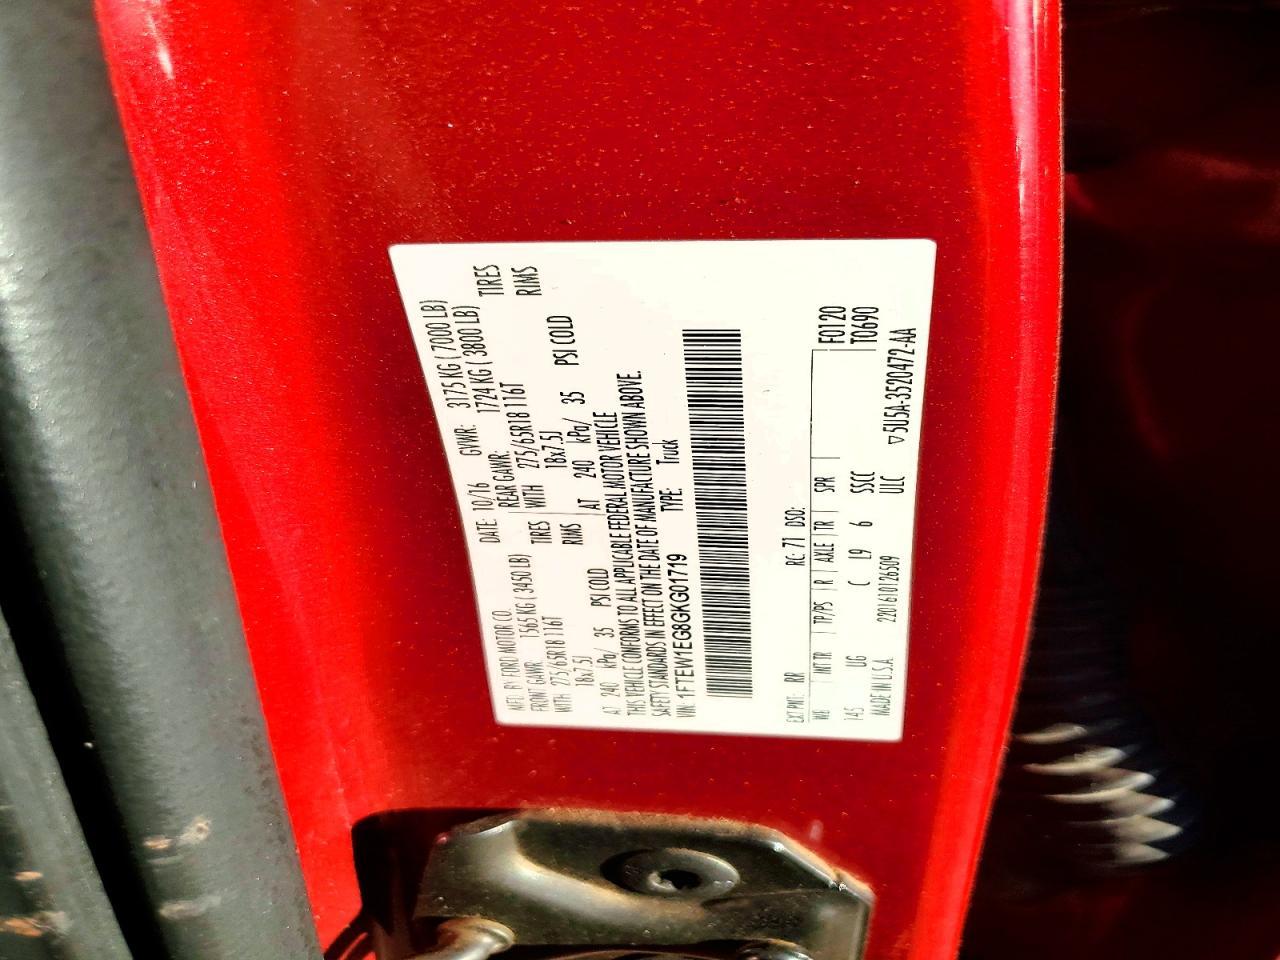 MFD. BY FORD MOTOR CO. DATE: 10/16 GVWR: 3175 KG ( 7000 LB)
FRONT GAWR: 1565 KG ( 3450 LB) REAR GAWR: 1724 KG ( 3800 LB)
WITH 275/65R18 116T TIRES WITH 275/65R18 116T TIRES
18x7.5J RIMS 18x7.5J RIMS
AT 240 kPa/ 35 PSI COLD AT 240 kPa/ 35 PSI COLD
THIS VEHICLE CONFORMS TO ALL APPLICABLE FEDERAL MOTOR VEHICLE
SAFETY STANDARDS IN EFFECT ON THE DATE OF MANUFACTURE SHOWN ABOVE.
VIN: 1FTEW1EG8GKG01719 TYPE: Truck
EXT PNT: RR RC: 71 DSO:
WB INT TR TP/PS R AXLE TR SPR F0120
145 UG C L9 6 SSCC T0690
MADE IN U.S.A. 2201610126509 ULC
▽5U5A-3520472-AA